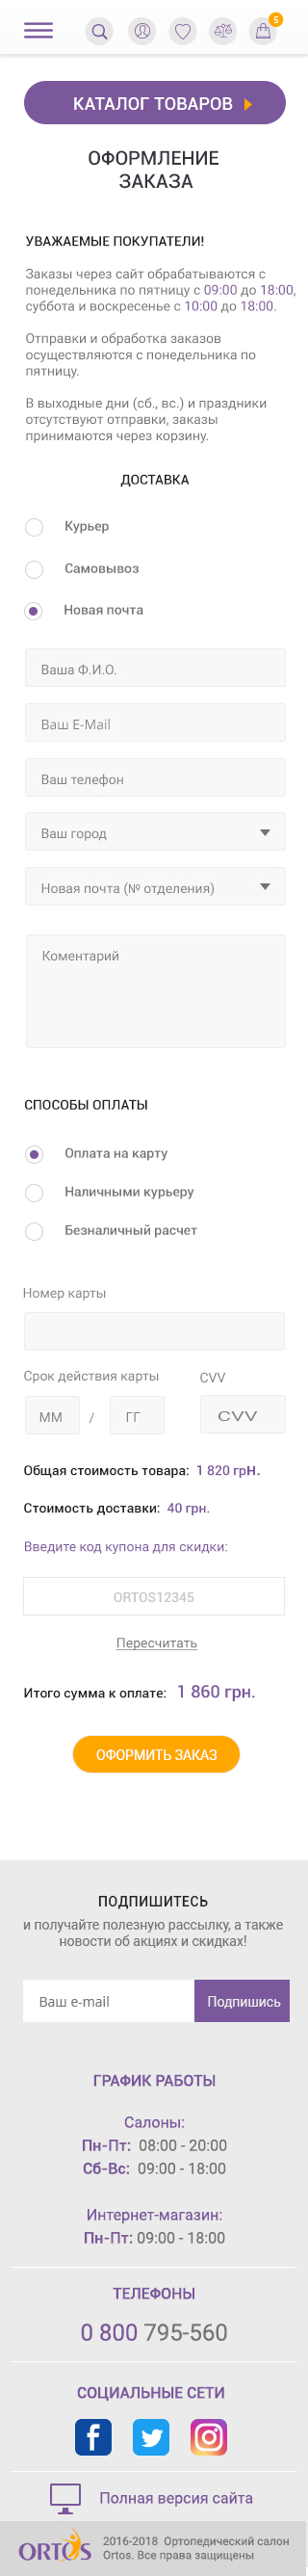 5
КАТАЛОГ ТОВАРОВ
ОФОРМЛЕНИЕ
ЗАКАЗА
УВАЖАЕМЫЕ ПОКУПАТЕЛИ!
Заказы через сайт обрабатываются с
понедельника по пятницу с 09:00 до 18:00,
суббота и воскресенье с 10:00 до 18:00.
Отправки и обработка заказов
осуществляются с понедельника по
пятницу.
В выходные дни (сб., вс.) и праздники
отсутствуют отправки, заказы
принимаются через корзину.
ДОСТАВКА
Курьер
Самовывоз
Новая почта
Ваша Ф.И.О.
Ваш E-Mail
Ваш телефон
Ваш город
Новая почта (№ отделения)
Коментарий
СПОСОБЫ ОПЛАТЫ
Оплата на карту
Наличными курьеру
Безналичный расчет
Номер карты
Срок действия карты CVV
ММ / ГГ CVV
Общая стоимость товара: 1 820 грн.
Стоимость доставки: 40 грн.
Введите код купона для скидки:
ORTOS12345
Пересчитать
Итого сумма к оплате: 1 860 грн.
ОФОРМИТЬ ЗАКАЗ
ПОДПИШИТЕСЬ
и получайте полезную рассылку, а также
новости об акциях и скидках!
Ваш e-mail Подпишись
ГРАФИК РАБОТЫ
Салоны:
Пн-Пт: 08:00 - 20:00
Сб-Вс: 09:00 - 18:00
Интернет-магазин:
Пн-Пт: 09:00 - 18:00
ТЕЛЕФОНЫ
0 800 795-560
СОЦИАЛЬНЫЕ СЕТИ
Полная версия сайта
ORTOS
2016-2018 Ортопедический салон
Ortos. Все права защищены